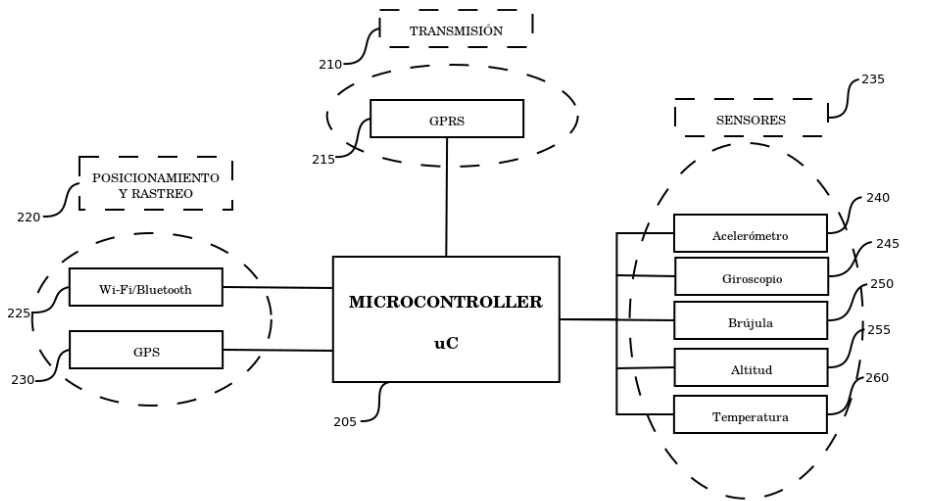 TRANSMISIÓN
210
GPRS
215
235
SENSORES
POSICIONAMIENTO
Y RASTREO
220
Wi-Fi/Bluetooth
225
GPS
230
MICROCONTROLLER
uC
205
240
Acelerómetro
245
Giroscopio
250
Brújula
255
Altitud
260
Temperatura